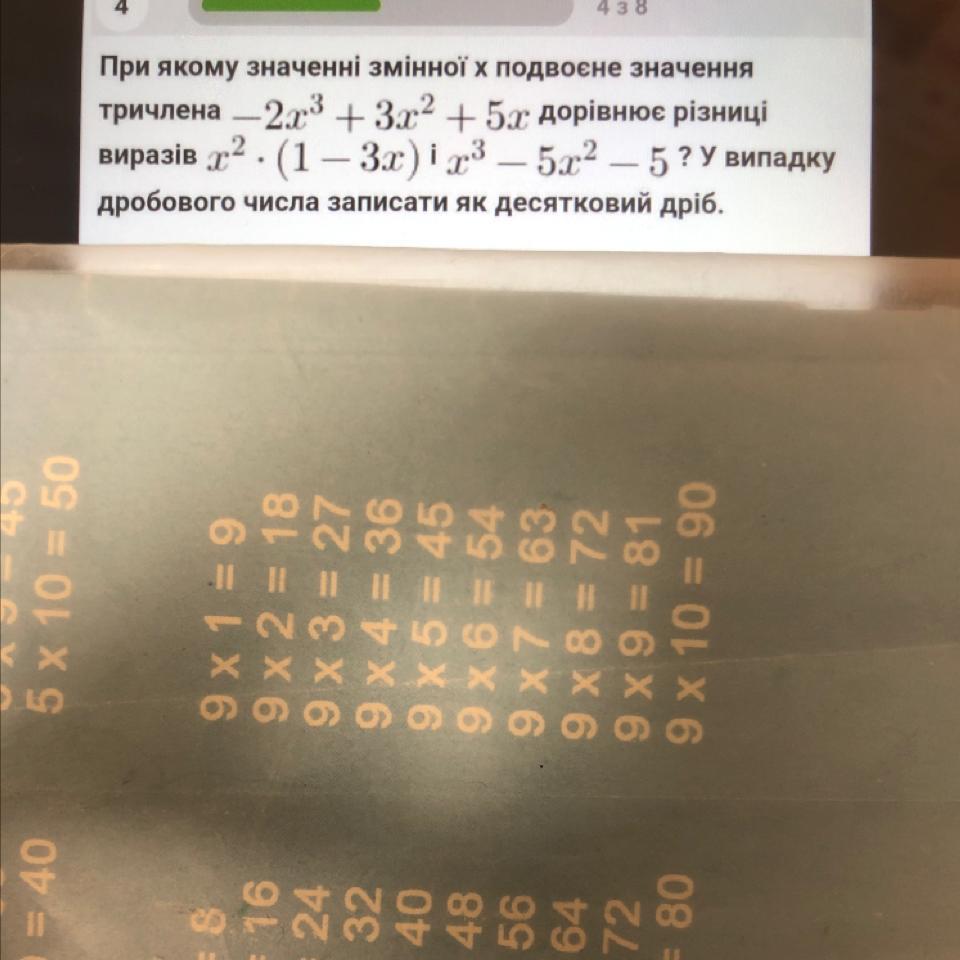 4
4 з 8
При якому значенні змінної х подвоєне значення
тричлена −2x³ + 3x² + 5x дорівнює різниці
виразів x² · (1 − 3x) і x³ − 5x² − 5 ? У випадку
дробового числа записати як десятковий дріб.
5 x 10 = 50
9 x 1 = 9
9 x 2 = 18
9 x 3 = 27
9 x 4 = 36
9 x 5 = 45
9 x 6 = 54
9 x 7 = 63
9 x 8 = 72
9 x 9 = 81
9 x 10 = 90
= 40
= 8
= 16
24
32
40
48
56
64
72
= 80